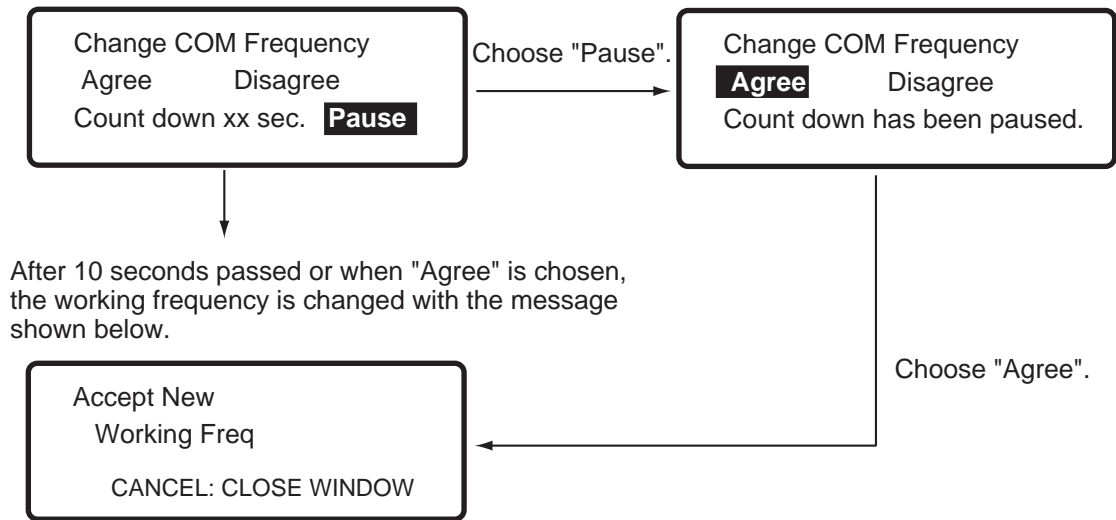 Change COM Frequency
Agree Disagree
Count down xx sec. Pause
Choose "Pause".
Change COM Frequency
Agree Disagree
Count down has been paused.
After 10 seconds passed or when "Agree" is chosen,
the working frequency is changed with the message
shown below.
Choose "Agree".
Accept New
Working Freq
CANCEL: CLOSE WINDOW